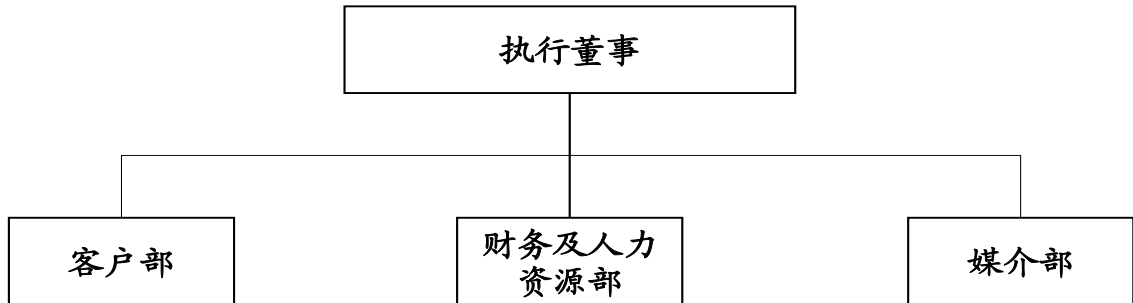 执行董事
客户部
财务及人力
资源部
媒介部